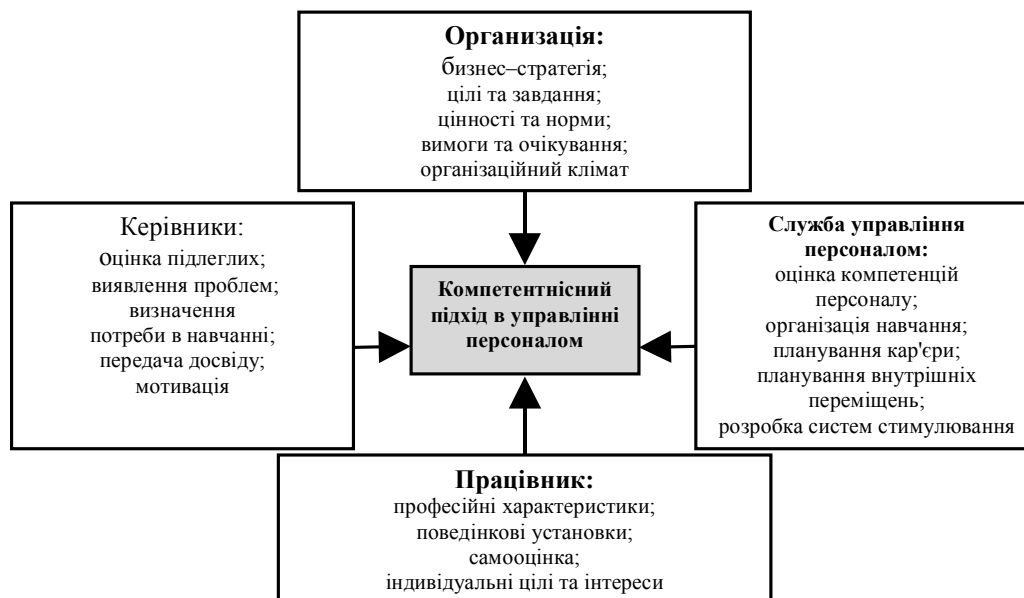 Организація:
бизнес–стратегія;
цілі та завдання;
цінності та норми;
вимоги та очікування;
організаційний клімат
Керівники:
оцінка підлеглих;
виявлення проблем;
визначення
потреби в навчанні;
передача досвіду;
мотивація
Компетентнісний
підхід в управлінні
персоналом
Служба управління
персоналом:
оцінка компетенцій
персоналу;
організація навчання;
планування кар'єри;
планування внутрішніх
переміщень;
розробка систем стимулювання
Працівник:
професійні характеристики;
поведінкові установки;
самооцінка;
індивідуальні цілі та інтереси